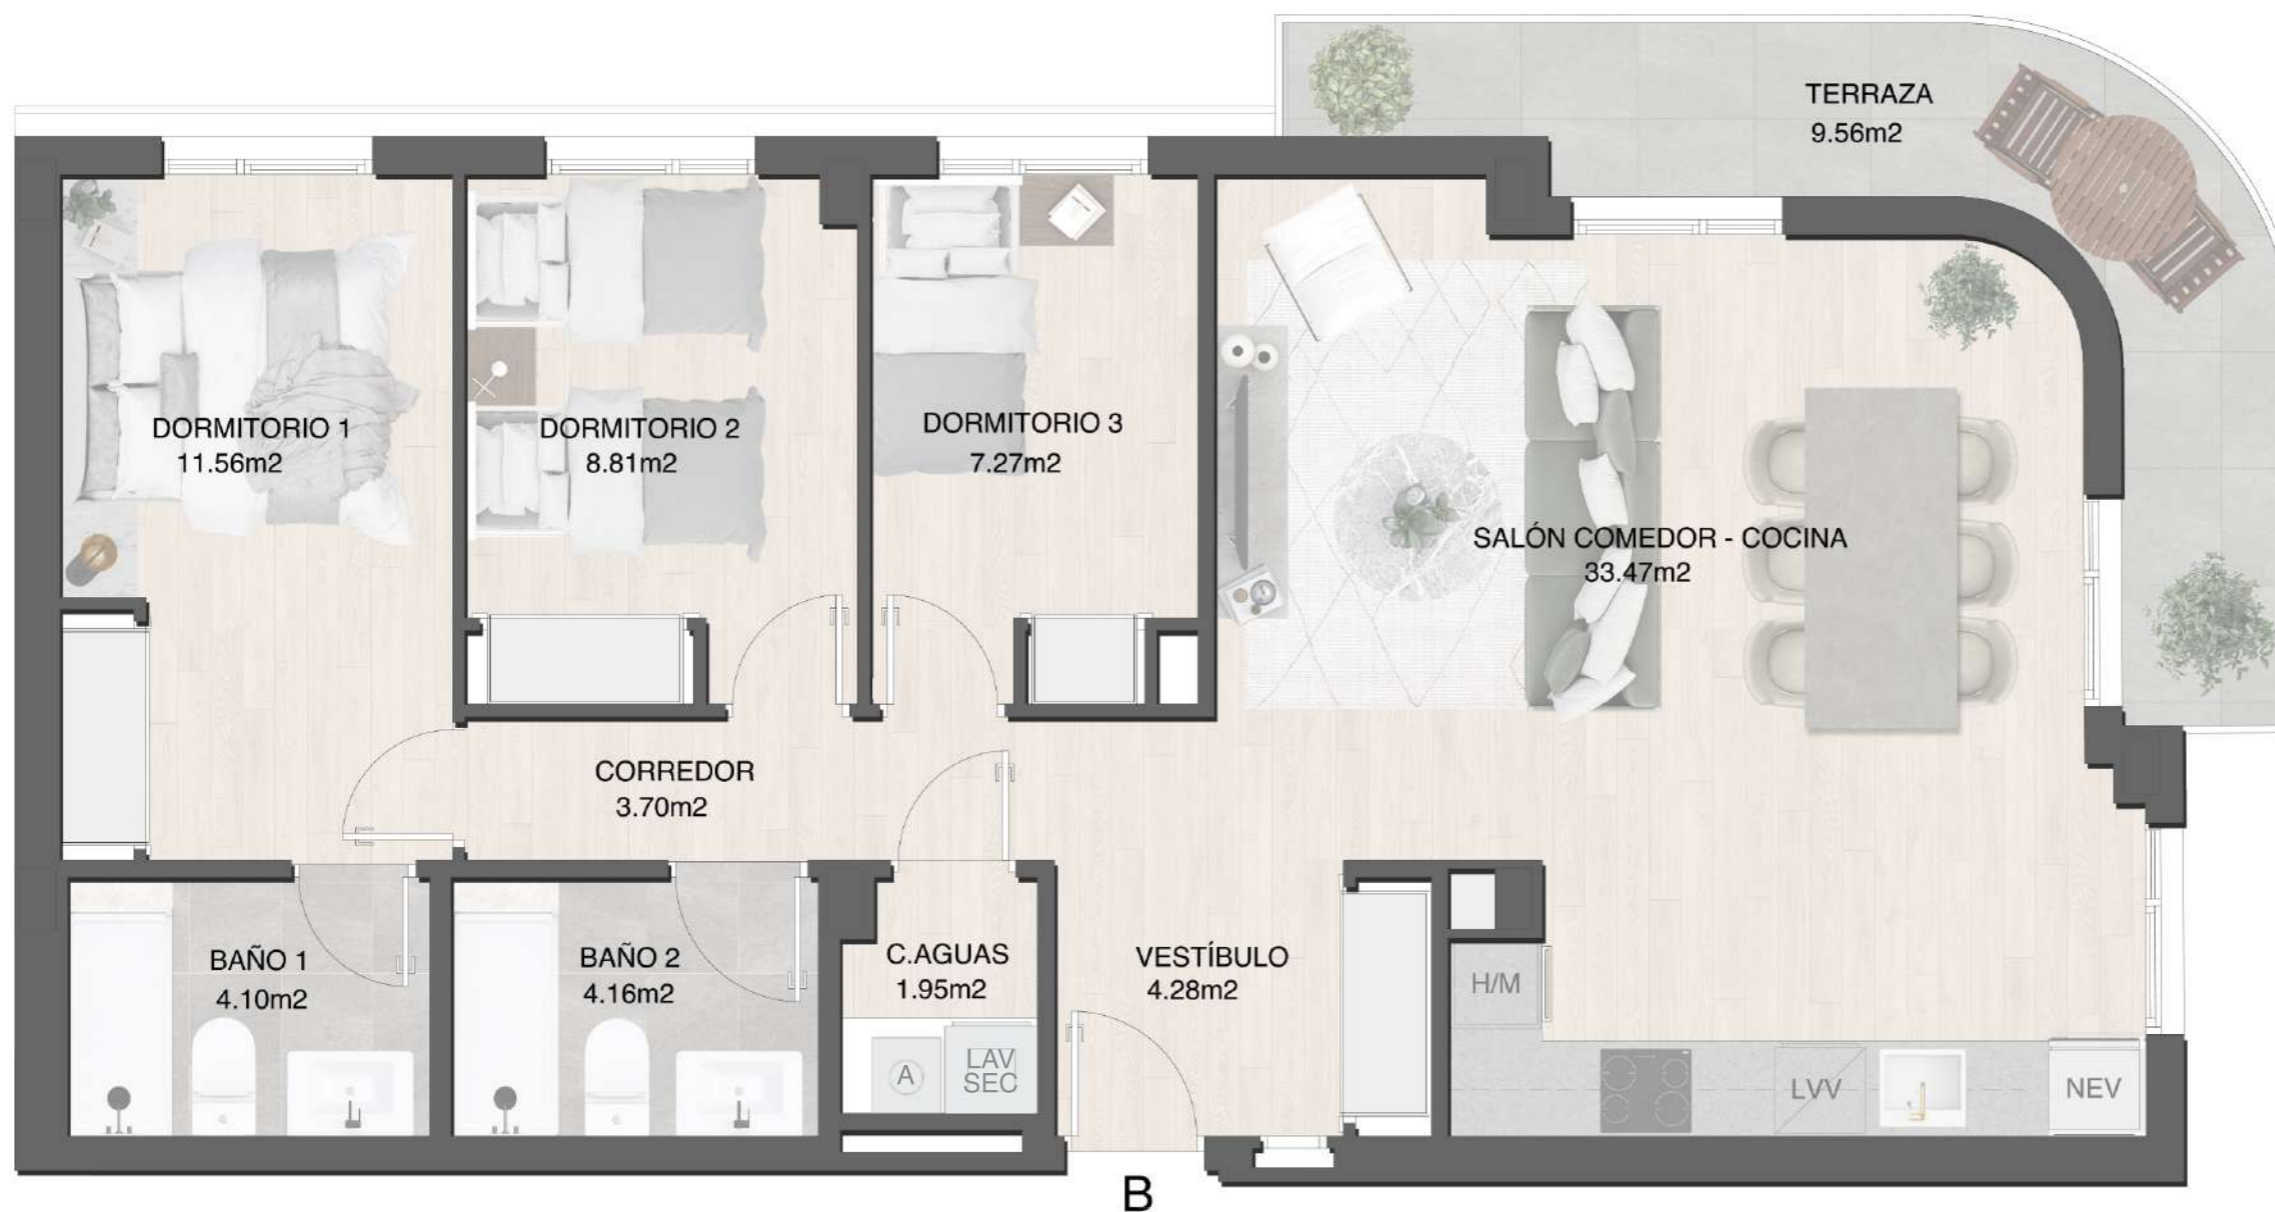 TERRAZA
9.56m2
DORMITORIO 1
11.56m2
DORMITORIO 2
8.81m2
DORMITORIO 3
7.27m2
SALÓN COMEDOR - COCINA
33.47m2
CORREDOR
3.70m2
BAÑO 1
4.10m2
BAÑO 2
4.16m2
C.AGUAS
1.95m2
VESTÍBULO
4.28m2
H/M
A
LAV
SEC
LVV
NEV
B